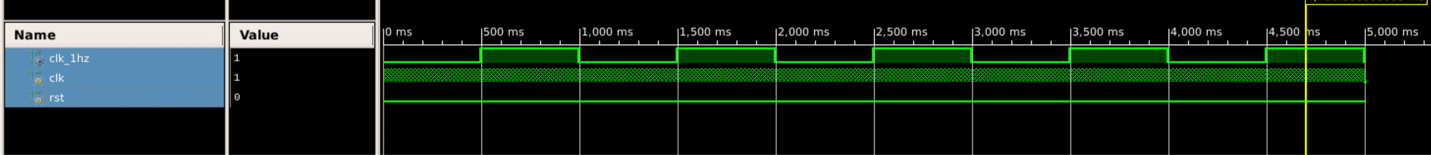 Name Value
0 ms 500 ms 1,000 ms 1,500 ms 2,000 ms 2,500 ms 3,000 ms 3,500 ms 4,000 ms 4,500 ms 5,000 ms
clk_1hz 1
clk 1
rst 0